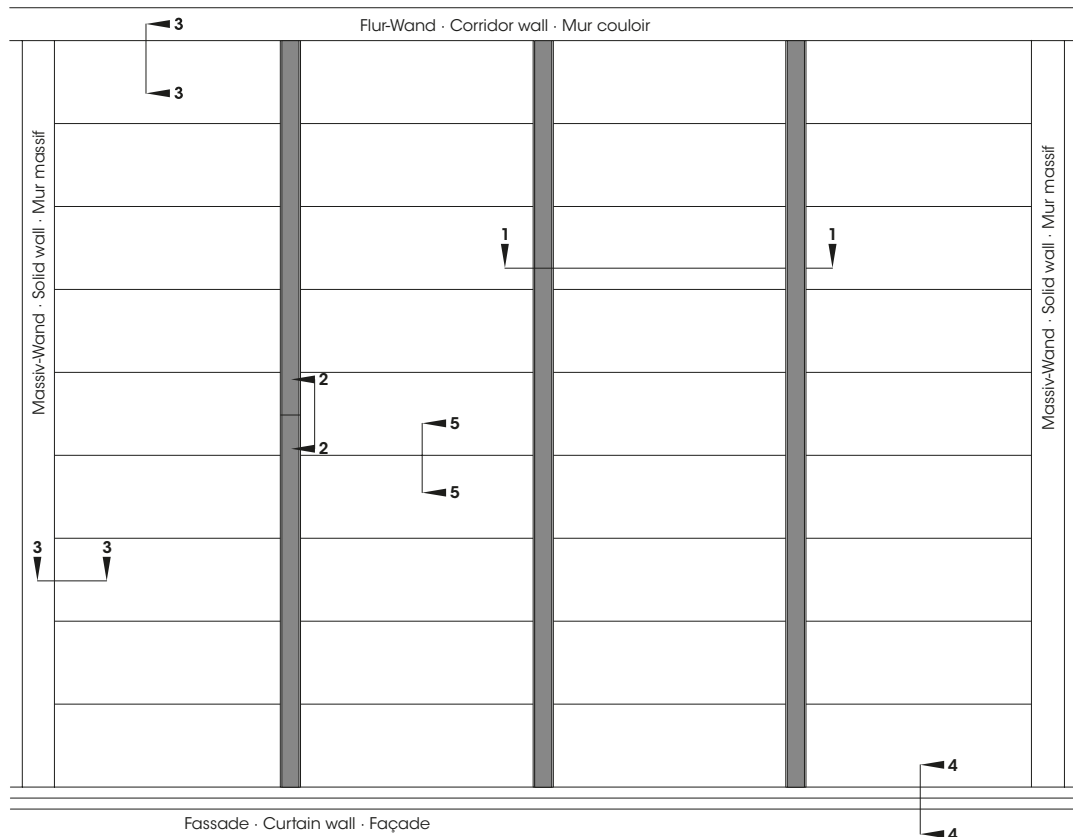 3
Flur-Wand · Corridor wall · Mur couloir
3
Massiv-Wand · Solid wall · Mur massif
Massiv-Wand · Solid wall · Mur massif
1 1
2
5
2
5
3 3
4
Fassade · Curtain wall · Façade
4